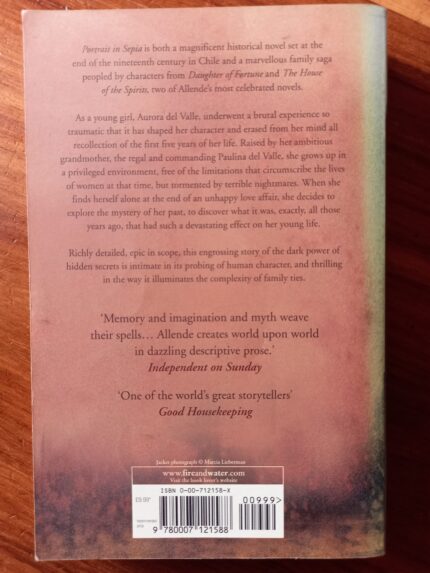 Portrait in Sepia is both a magnificent historical novel set at the
end of the nineteenth century in Chile and a marvellous family saga
peopled by characters from Daughter of Fortune and The House
of the Spirits, two of Allende's most celebrated novels.
As a young girl, Aurora del Valle, underwent a brutal experience so
traumatic that it has shaped her character and erased from her mind all
recollection of the first five years of her life. Raised by her ambitious
grandmother, the regal and commanding Paulina del Valle, she grows up in
a privileged environment, free of the limitations that circumscribe the lives
of women at that time, but tormented by terrible nightmares. When she
finds herself alone at the end of an unhappy love affair, she decides to
explore the mystery of her past, to discover what it was, exactly, all those
years ago, that had such a devastating effect on her young life.
Richly detailed, epic in scope, this engrossing story of the dark power of
hidden secrets is intimate in its probing of human character, and thrilling
in the way it illuminates the complexity of family ties.
'Memory and imagination and myth weave
their spells… Allende creates world upon world
in dazzling descriptive prose.'
Independent on Sunday
'One of the world's great storytellers'
Good Housekeeping
Jacket photograph © Marcia Lieberman
www.fireandwater.com
Visit the book lover's website
ISBN 0-00-712158-X
£9.99*
00999>
9 780007 121588